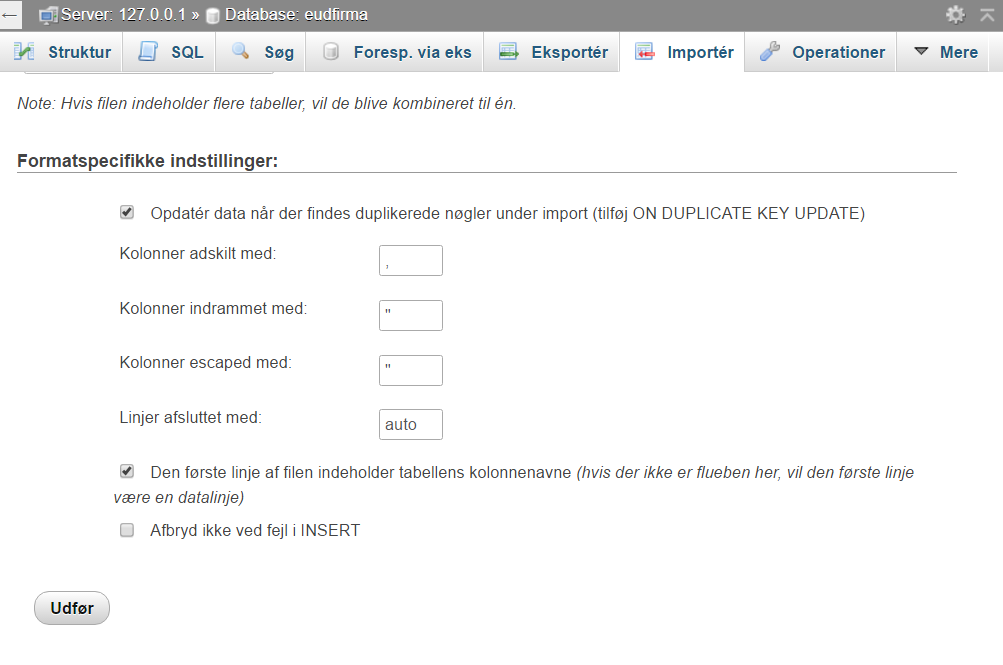 ← Server: 127.0.0.1 » Database: eudfirma
Struktur SQL Søg Foresp. via eks Eksportér Importér Operationer Mere
Note: Hvis filen indeholder flere tabeller, vil de blive kombineret til én.
Formatspecifikke indstillinger:
Opdatér data når der findes duplikerede nøgler under import (tilføj ON DUPLICATE KEY UPDATE)
Kolonner adskilt med: ,
Kolonner indrammet med: "
Kolonner escaped med: "
Linjer afsluttet med: auto
Den første linje af filen indeholder tabellens kolonnenavne (hvis der ikke er flueben her, vil den første linje
være en datalinje)
Afbryd ikke ved fejl i INSERT
Udfør